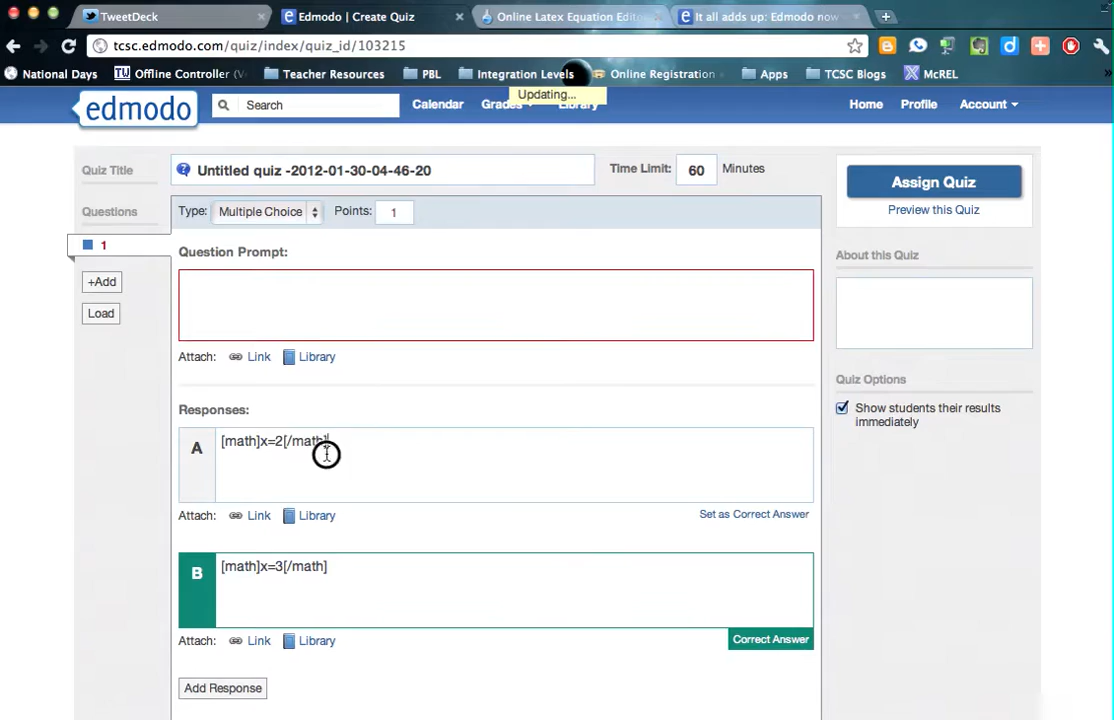 TweetDeck
Edmodo | Create Quiz
Online Latex Equation Edito
It all adds up: Edmodo now
tcsc.edmodo.com/quiz/index/quiz_id/103215
National Days
Offline Controller (V
Teacher Resources
PBL
Integration Levels
Online Registration
Apps
TCSC Blogs
McREL
Updating...
edmodo
Search
Calendar
Grades
Library
Home
Profile
Account
Quiz Title
Untitled quiz -2012-01-30-04-46-20
Time Limit: 60 Minutes
Assign Quiz
Preview this Quiz
Questions
Type: Multiple Choice Points: 1
1
+Add
Load
Question Prompt:
About this Quiz
Attach: Link Library
Quiz Options
Show students their results
immediately
Responses:
A
[math]x=2[/math]
Attach: Link Library
Set as Correct Answer
B
[math]x=3[/math]
Attach: Link Library
Correct Answer
Add Response